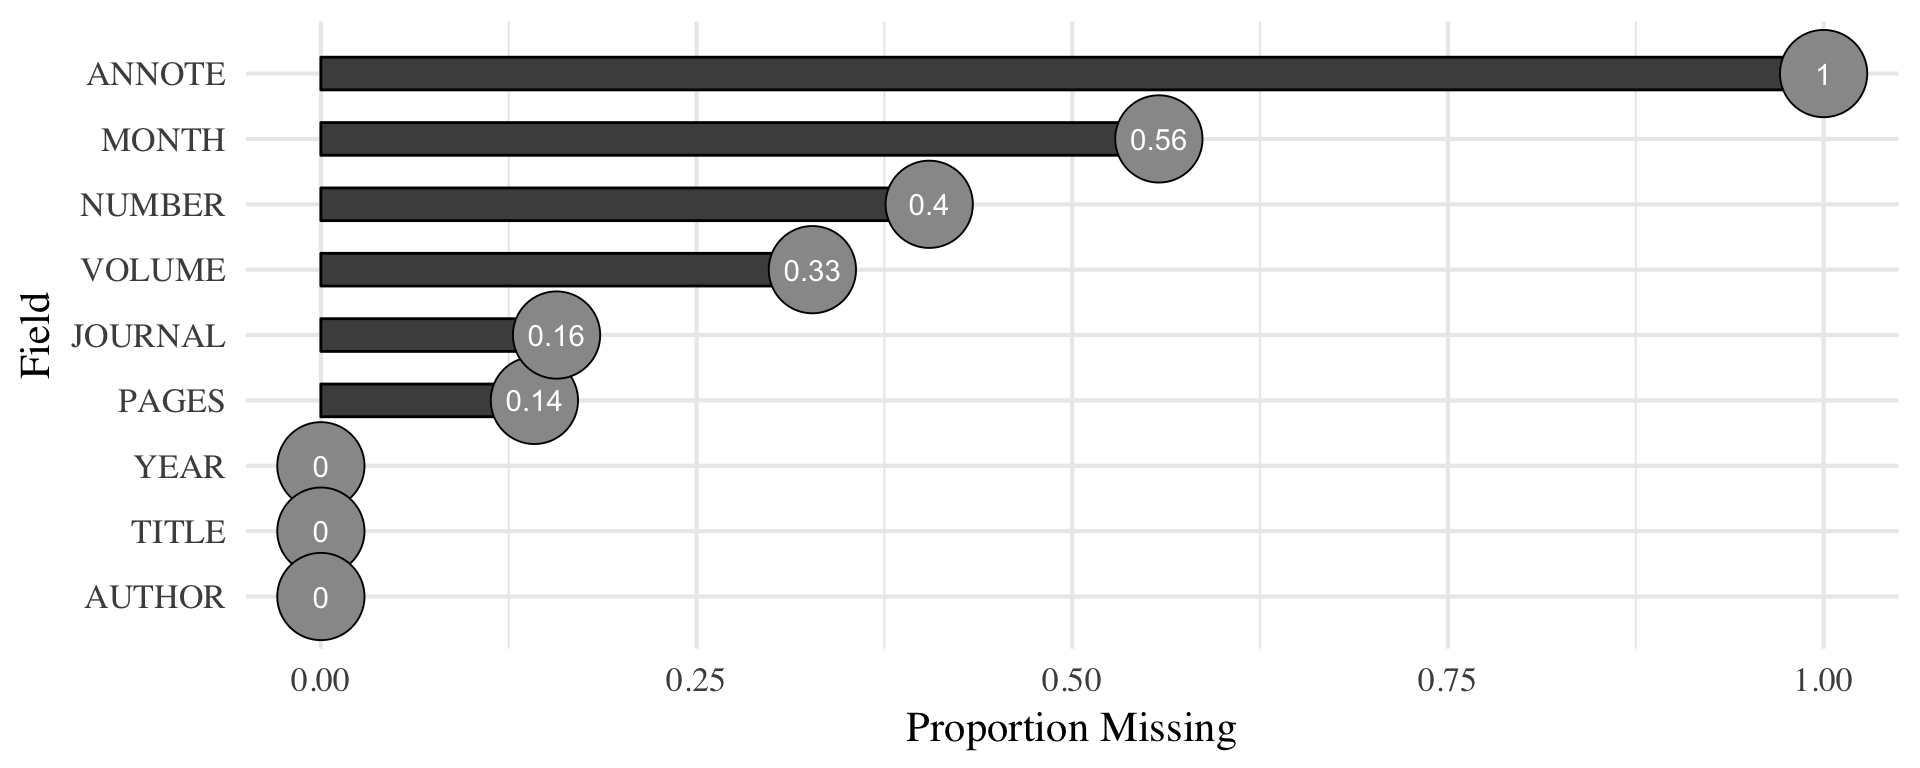 Field
ANNOTE 1
MONTH 0.56
NUMBER 0.4
VOLUME 0.33
JOURNAL 0.16
PAGES 0.14
YEAR 0
TITLE 0
AUTHOR 0
0.00 0.25 0.50 0.75 1.00
Proportion Missing